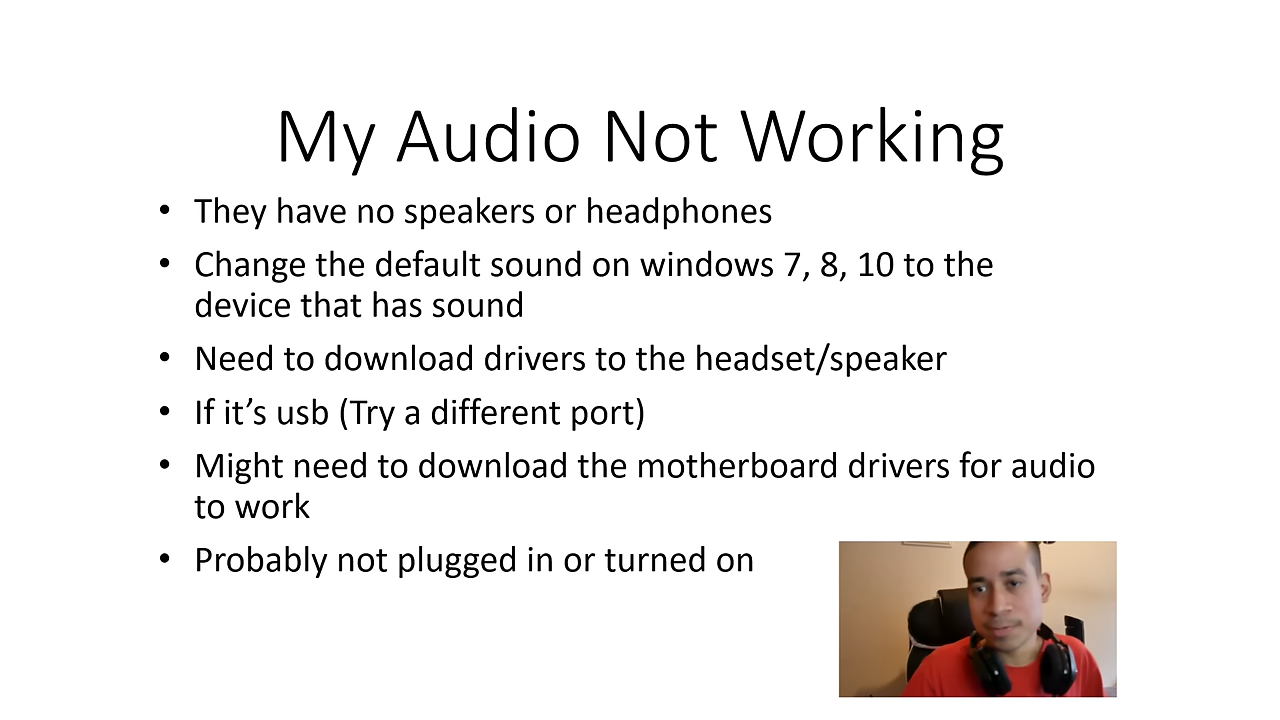 My Audio Not Working
• They have no speakers or headphones
• Change the default sound on windows 7, 8, 10 to the
device that has sound
• Need to download drivers to the headset/speaker
• If it’s usb (Try a different port)
• Might need to download the motherboard drivers for audio
to work
• Probably not plugged in or turned on